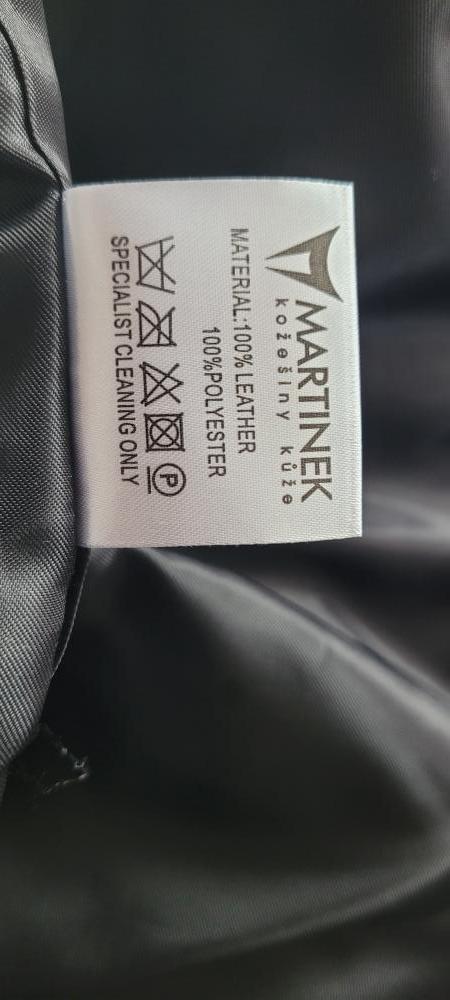 MARTINEK
kožešiny kůže
MATERIAL:100% LEATHER
100%POLYESTER
P
SPECIALIST CLEANING ONLY